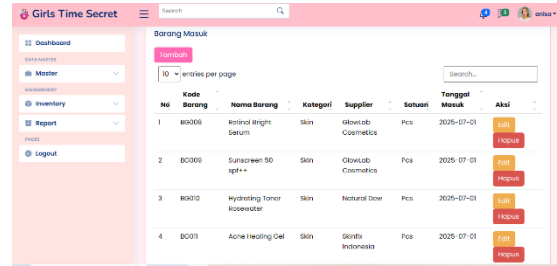 Girls Time Secret
Search
4
anisa
Dashboard
DATA MASTER
Master
MANAGEMENT
Inventory
Report
PAGES
Logout
Barang Masuk
Tambah
10 entries per page
Search...
No Kode Barang Nama Barang Kategori Supplier Satuan Tanggal Masuk Aksi
1 BG008 Retinol Bright Serum Skin GlowLab Cosmetics Pcs 2025-07-01 Edit Hapus
2 BG009 Sunscreen 50 spf++ Skin GlowLab Cosmetics Pcs 2025-07-01 Edit Hapus
3 BG010 Hydrating Toner Rosewater Skin Natural Dew Pcs 2025-07-01 Edit Hapus
4 BG011 Acne Healing Gel Skin Skinfix Indonesia Pcs 2025-07-01 Edit Hapus